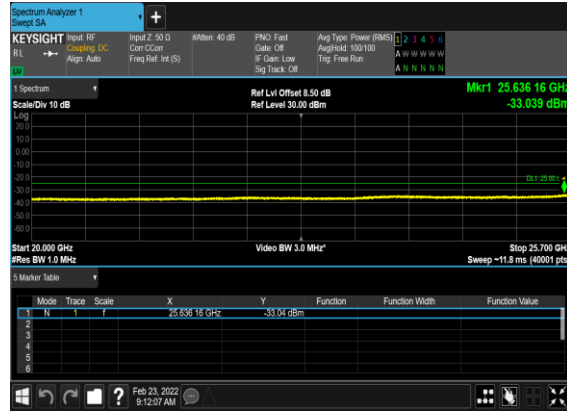 Spectrum Analyzer 1
Swept SA
+
KEYSIGHT Input: RF Input Z: 50 Ω #Atten: 40 dB PNO: Fast Avg Type: Power (RMS) 1 2 3 4 5 6
RL Coupling: DC Corr CCorr Gate: Off Avg|Hold: 100/100 A W W W W W
Align: Auto Freq Ref: Int (S) IF Gain: Low Trig: Free Run
Sig Track: Off A N N N N N
1 Spectrum
Scale/Div 10 dB
Ref Lvl Offset 8.50 dB
Ref Level 30.00 dBm
Mkr1 25.636 16 GHz
-33.039 dBm
Log
20.0
10.0
0.00
-10.0
-20.0
-30.0
-40.0
-50.0
-60.0
Start 20.000 GHz Video BW 3.0 MHz* Stop 25.700 GHz
#Res BW 1.0 MHz Sweep ~11.8 ms (40001 pts)
5 Marker Table
Mode Trace Scale X Y Function Function Width Function Value
1 N 1 f 25.636 16 GHz -33.04 dBm
2
3
4
5
6
? Feb 23, 2022
9:12:07 AM